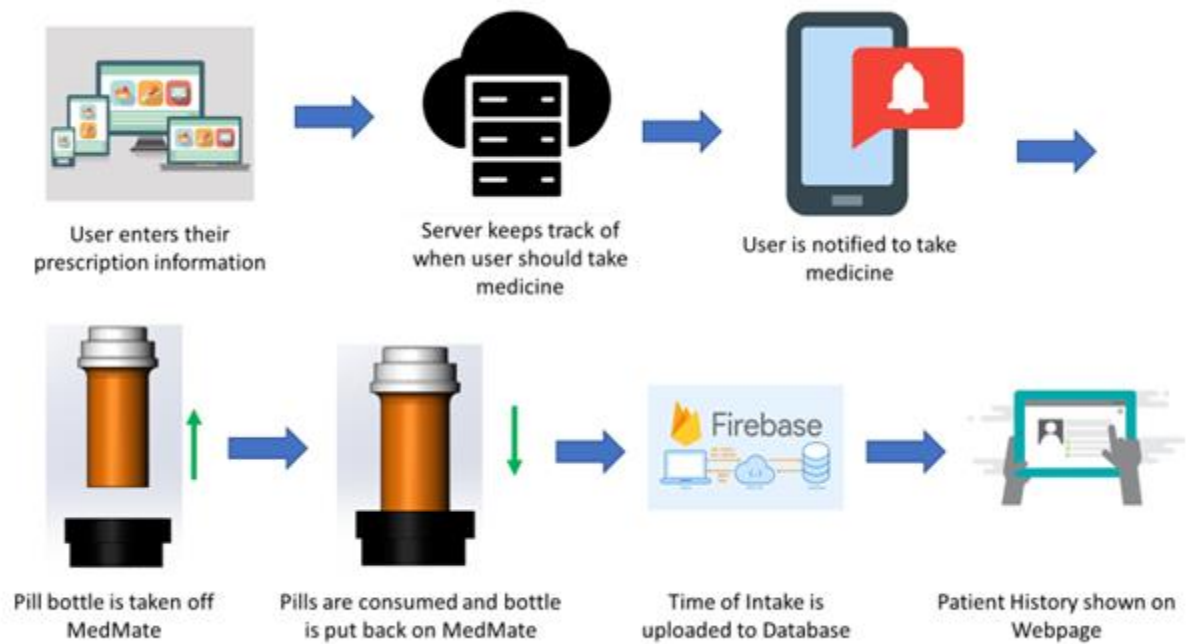 User enters their
prescription information
Server keeps track of
when user should take
medicine
User is notified to take
medicine
Pill bottle is taken off
MedMate
Pills are consumed and bottle
is put back on MedMate
Firebase
Time of Intake is
uploaded to Database
Patient History shown on
Webpage